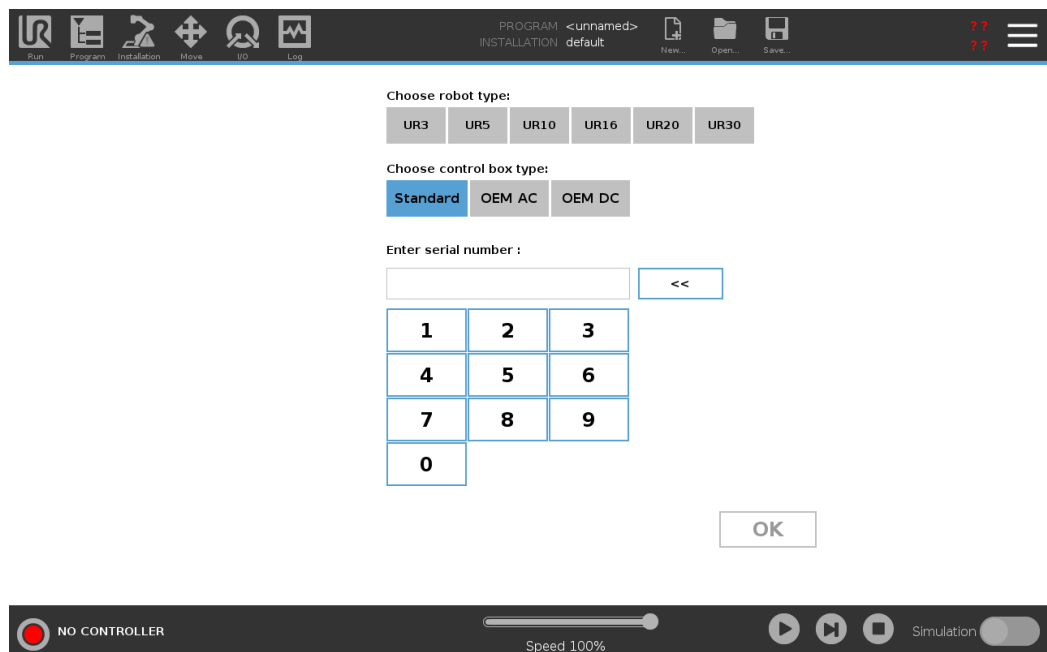 UR
PROGRAM <unnamed>
INSTALLATION default
? ?
? ?
Run Program Installation Move I/O Log New... Open... Save...
Choose robot type:
UR3 UR5 UR10 UR16 UR20 UR30
Choose control box type:
Standard OEM AC OEM DC
Enter serial number :
<<
1 2 3
4 5 6
7 8 9
0
OK
NO CONTROLLER
Speed 100%
Simulation